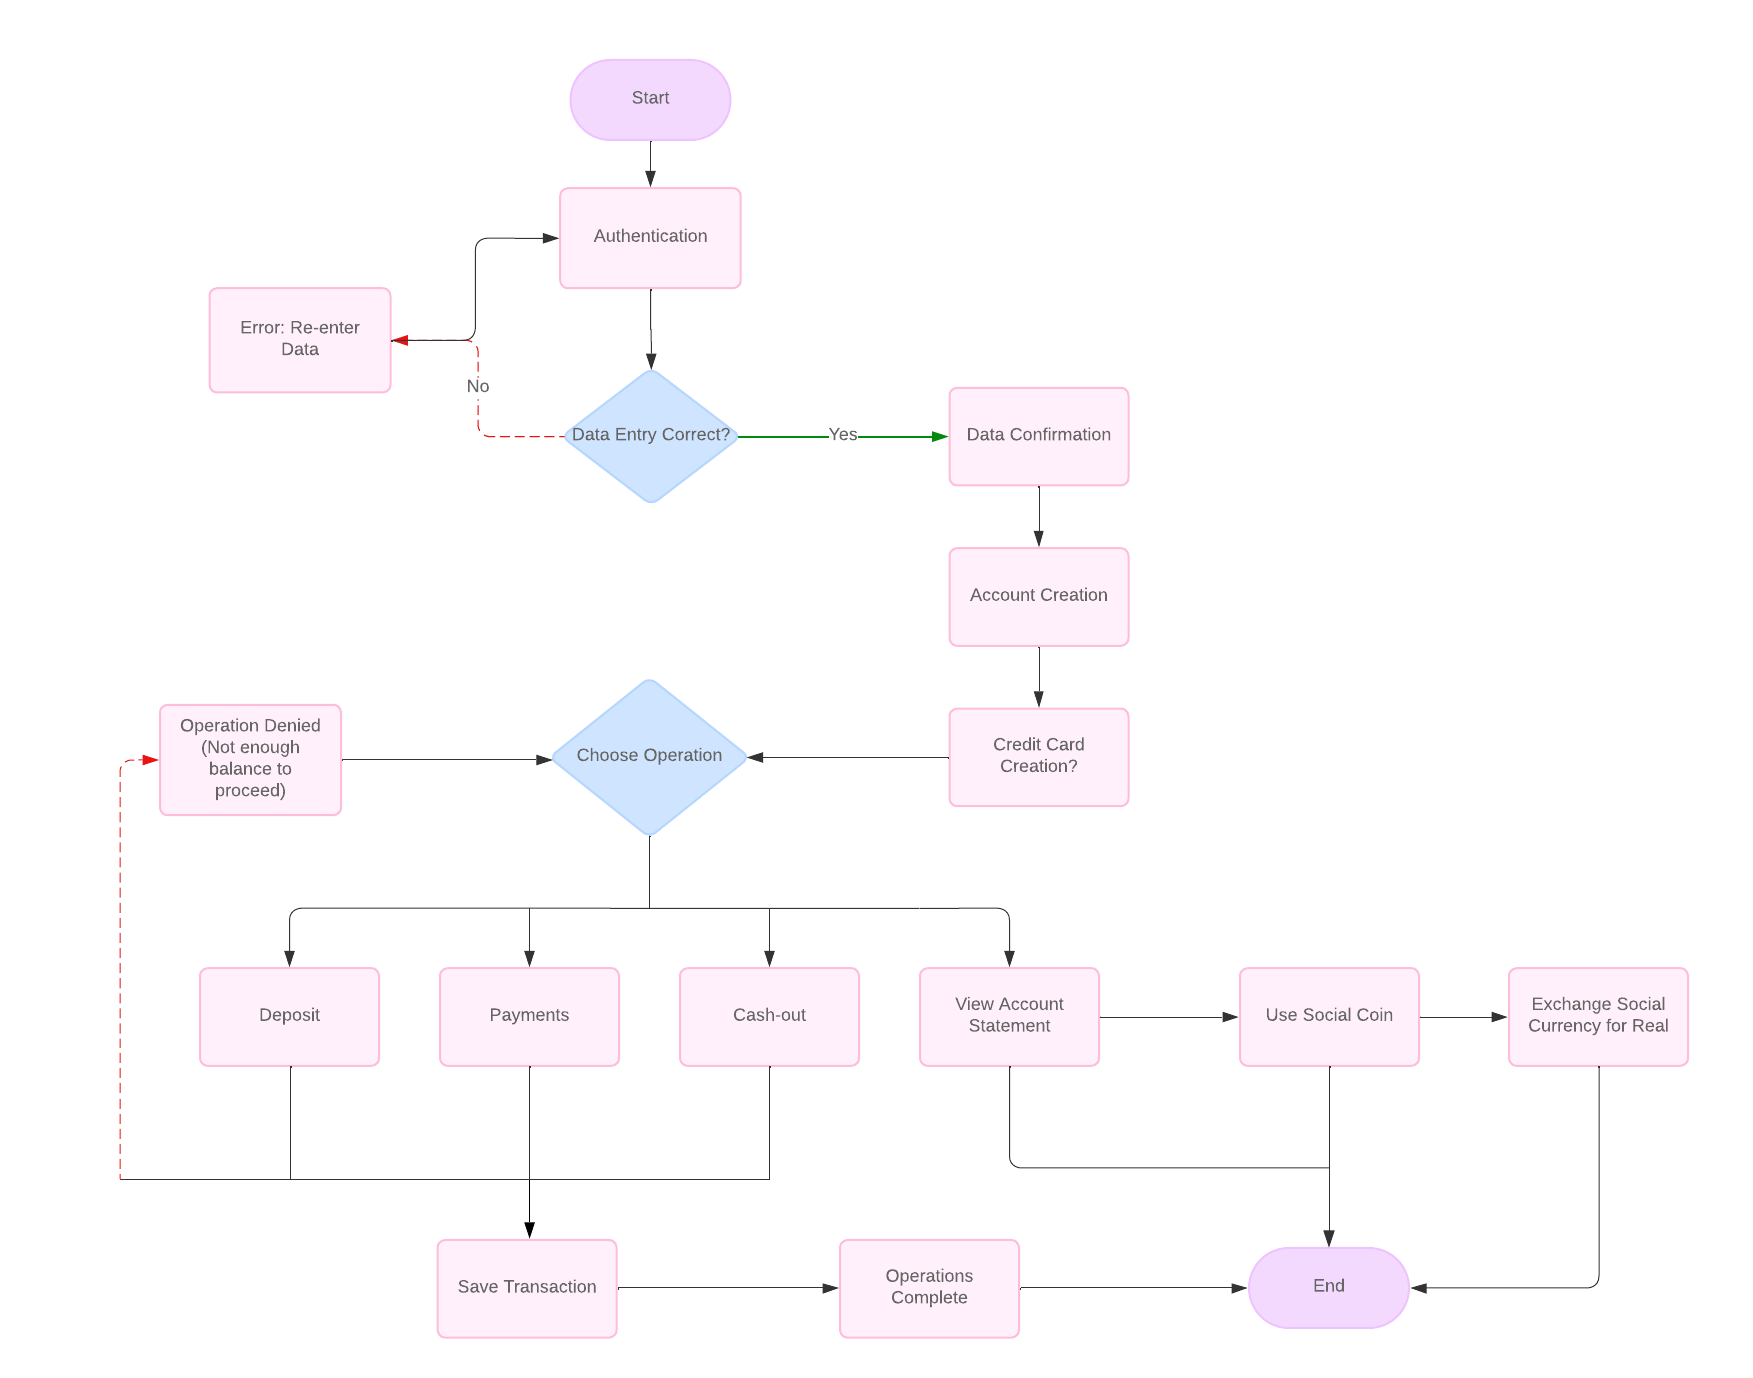 Start
Authentication
Error: Re-enter
Data
No
Data Entry Correct?
Yes
Data Confirmation
Account Creation
Operation Denied
(Not enough
balance to
proceed)
Choose Operation
Credit Card
Creation?
Deposit
Payments
Cash-out
View Account
Statement
Use Social Coin
Exchange Social
Currency for Real
Save Transaction
Operations
Complete
End